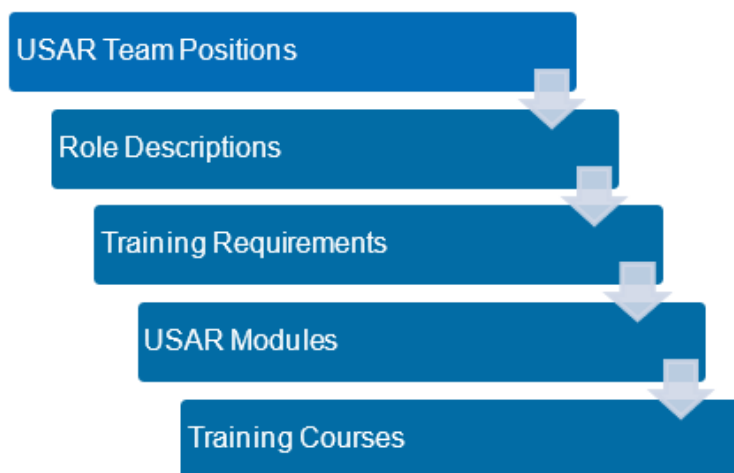 USAR Team Positions
Role Descriptions
Training Requirements
USAR Modules
Training Courses